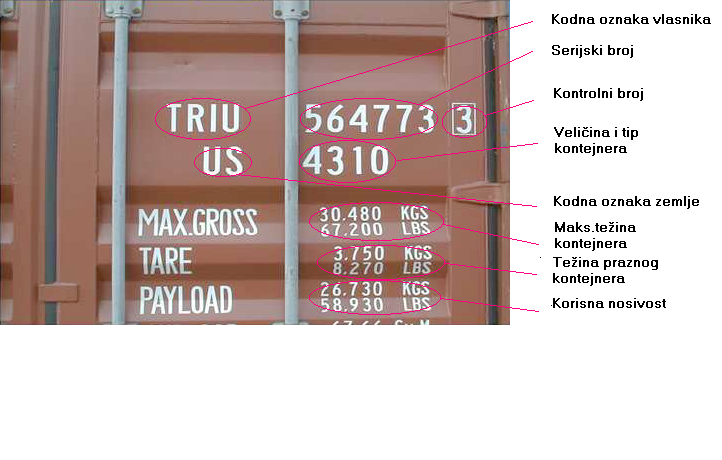 Kodna oznaka vlasnika
Serijski broj
Kontrolni broj
Veličina i tip
kontejnera
Kodna oznaka zemlje
Maks.težina
kontejnera
Težina praznog
kontejnera
Korisna nosivost
TRIU 564773 3
US 4310
MAX.GROSS 30.480 KGS
67.200 LBS
TARE 3.750 KGS
8.270 LBS
PAYLOAD 26.730 KGS
58.930 LBS